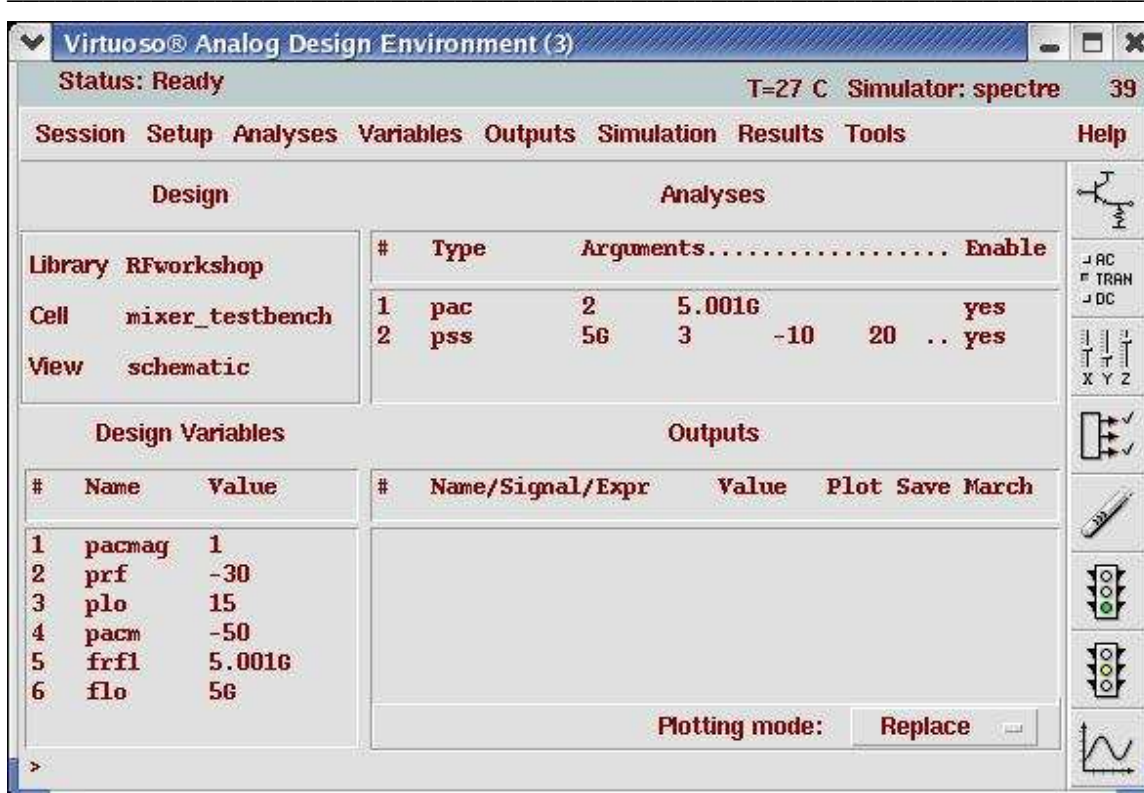 Virtuoso® Analog Design Environment (3)
Status: Ready T=27 C Simulator: spectre 39
Session Setup Analyses Variables Outputs Simulation Results Tools Help
Design
Library RFworkshop
Cell mixer_testbench
View schematic
Analyses
# Type Arguments................... Enable
1 pac 2 5.001G yes
2 pss 5G 3 -10 20 .. yes
Design Variables
# Name Value
1 pacmag 1
2 prf -30
3 plo 15
4 pacm -50
5 frf1 5.001G
6 flo 5G
Outputs
# Name/Signal/Expr Value Plot Save March
Plotting mode: Replace
>
AC
TRAN
DC
X Y Z